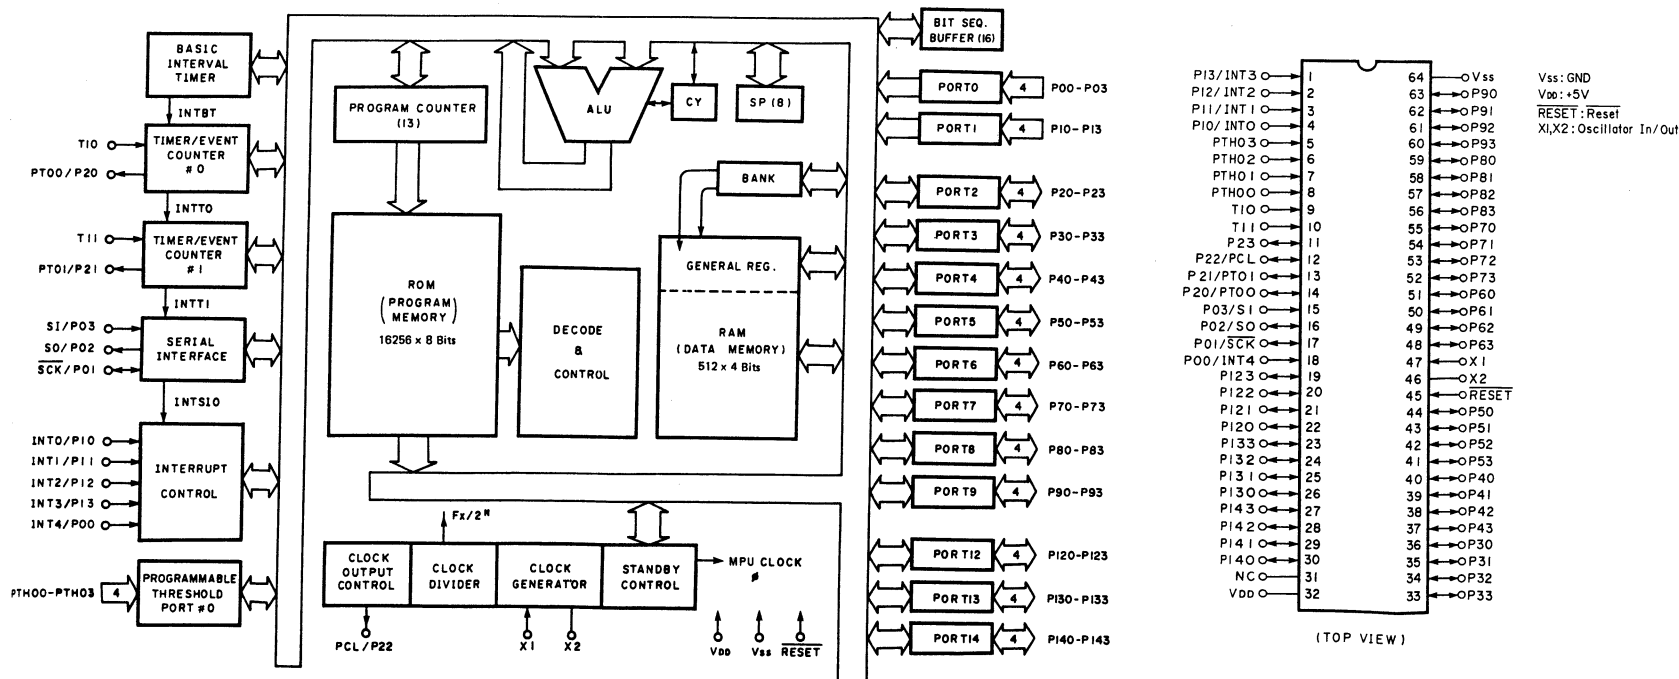 BASIC
INTERVAL
TIMER
INTBT
TI0
PTO0/P20
TIMER/EVENT
COUNTER
#0
INTT0
TI1
PTO1/P21
TIMER/EVENT
COUNTER
#1
INTT1
SI/P03
SO/P02
SCK/P01
SERIAL
INTERFACE
INTSIO
INT0/P10
INT1/P11
INT2/P12
INT3/P13
INT4/P00
INTERRUPT
CONTROL
PTH00-PTH03
4
PROGRAMMABLE
THRESHOLD
PORT #0
PROGRAM COUNTER
(13)
ALU
CY
SP (8)
BANK
ROM
(PROGRAM
MEMORY)
16256 x 8 Bits
DECODE
&
CONTROL
GENERAL REG.
RAM
(DATA MEMORY)
512 x 4 Bits
Fx/2ᴺ
CLOCK
OUTPUT
CONTROL
CLOCK
DIVIDER
CLOCK
GENERATOR
STANDBY
CONTROL
MPU CLOCK
ø
PCL/P22
X1
X2
VDD
Vss
RESET
BIT SEQ.
BUFFER (16)
PORT0 4 P00-P03
PORT1 4 P10-P13
PORT2 4 P20-P23
PORT3 4 P30-P33
PORT4 4 P40-P43
PORT5 4 P50-P53
PORT6 4 P60-P63
PORT7 4 P70-P73
PORT8 4 P80-P83
PORT9 4 P90-P93
PORT12 4 P120-P123
PORT13 4 P130-P133
PORT14 4 P140-P143
P13/INT3 1 64 Vss
P12/INT2 2 63 P90
P11/INT1 3 62 P91
P10/INT0 4 61 P92
PTH03 5 60 P93
PTH02 6 59 P80
PTH01 7 58 P81
PTH00 8 57 P82
TI0 9 56 P83
TI1 10 55 P70
P23 11 54 P71
P22/PCL 12 53 P72
P21/PTO1 13 52 P73
P20/PTO0 14 51 P60
P03/SI 15 50 P61
P02/SO 16 49 P62
P01/SCK 17 48 P63
P00/INT4 18 47 X1
P123 19 46 X2
P122 20 45 RESET
P121 21 44 P50
P120 22 43 P51
P133 23 42 P52
P132 24 41 P53
P131 25 40 P40
P130 26 39 P41
P143 27 38 P42
P142 28 37 P43
P141 29 36 P30
P140 30 35 P31
NC 31 34 P32
VDD 32 33 P33
(TOP VIEW)
Vss: GND
VDD: +5V
RESET: Reset
X1,X2: Oscillator In/Out